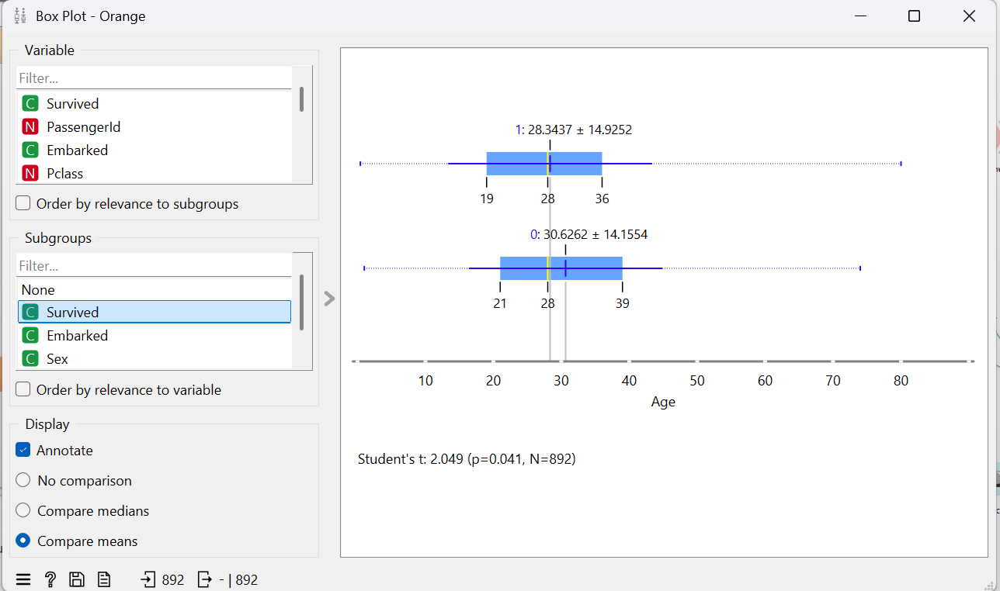 Box Plot - Orange
Variable
Filter...
C Survived
N PassengerId
C Embarked
N Pclass
Order by relevance to subgroups
Subgroups
Filter...
None
C Survived
C Embarked
C Sex
Order by relevance to variable
Display
Annotate
No comparison
Compare medians
Compare means
892 - | 892
1: 28.3437 ± 14.9252
19 28 36
0: 30.6262 ± 14.1554
21 28 39
10 20 30 40 50 60 70 80
Age
Student's t: 2.049 (p=0.041, N=892)